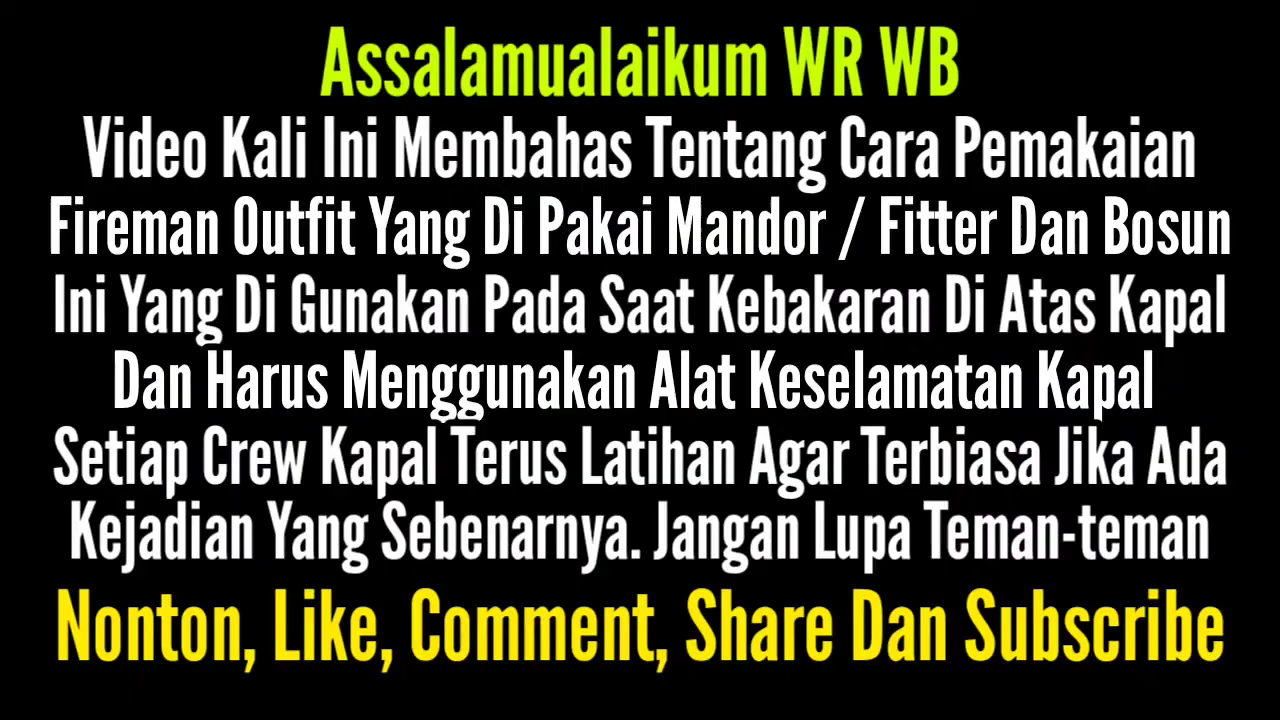 Assalamualaikum WR WB
Video Kali Ini Membahas Tentang Cara Pemakaian
Fireman Outfit Yang Di Pakai Mandor / Fitter Dan Bosun
Ini Yang Di Gunakan Pada Saat Kebakaran Di Atas Kapal
Dan Harus Menggunakan Alat Keselamatan Kapal
Setiap Crew Kapal Terus Latihan Agar Terbiasa Jika Ada
Kejadian Yang Sebenarnya. Jangan Lupa Teman-teman
Nonton, Like, Comment, Share Dan Subscribe